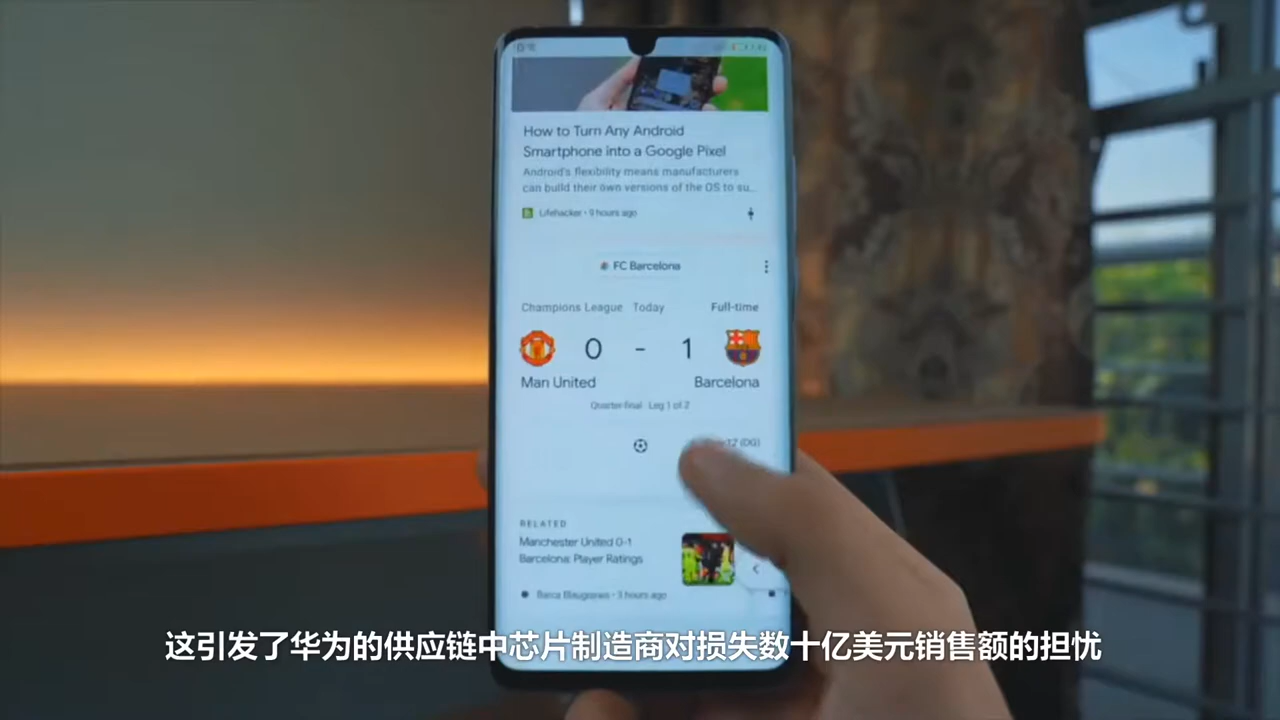 How to Turn Any Android
Smartphone into a Google Pixel
Android's flexibility means manufacturers
can build their own versions of the OS to su...
Lifehacker • 9 hours ago
FC Barcelona
Champions League Today Full-time
0 - 1
Man United Barcelona
Quarter-final Leg 1 of 2
12 (OG)
RELATED
Manchester United 0-1
Barcelona: Player Ratings
Barca Blaugranes • 3 hours ago
这引发了华为的供应链中芯片制造商对损失数十亿美元销售额的担忧